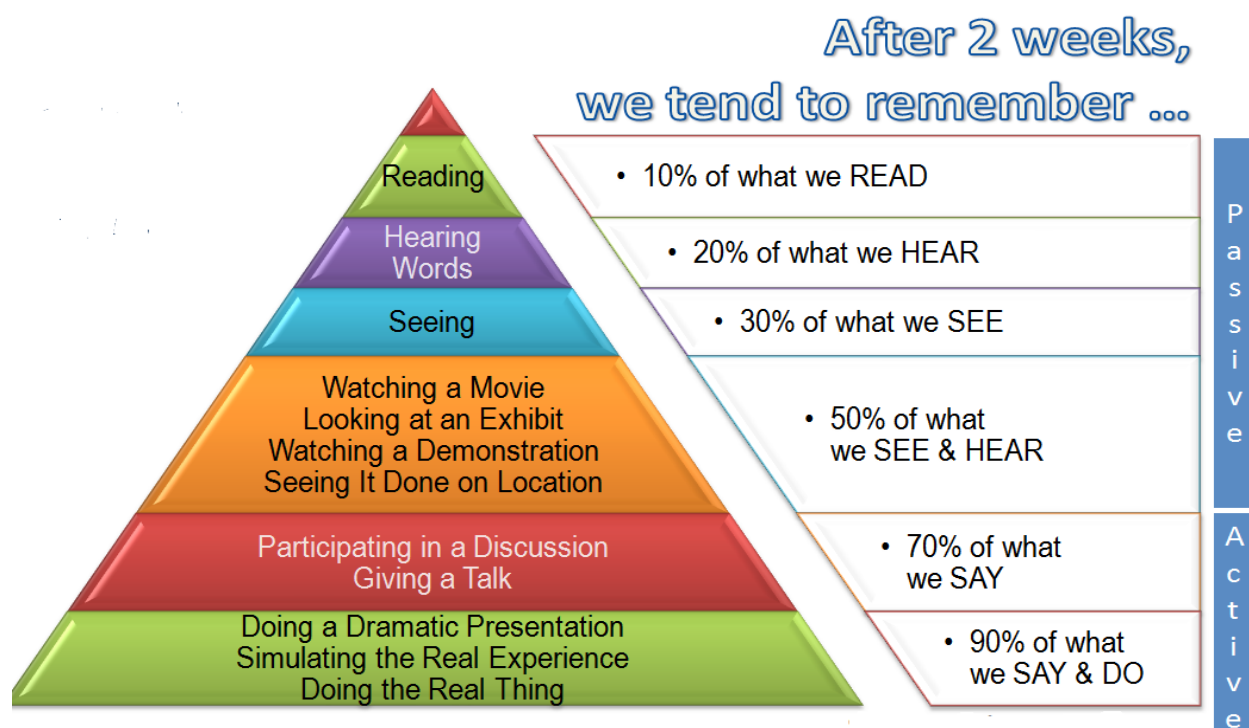 After 2 weeks,
we tend to remember ...
Reading
• 10% of what we READ
Hearing
Words
• 20% of what we HEAR
Seeing
• 30% of what we SEE
Watching a Movie
Looking at an Exhibit
Watching a Demonstration
Seeing It Done on Location
• 50% of what
we SEE & HEAR
Passive
Participating in a Discussion
Giving a Talk
• 70% of what
we SAY
Doing a Dramatic Presentation
Simulating the Real Experience
Doing the Real Thing
• 90% of what
we SAY & DO
Active